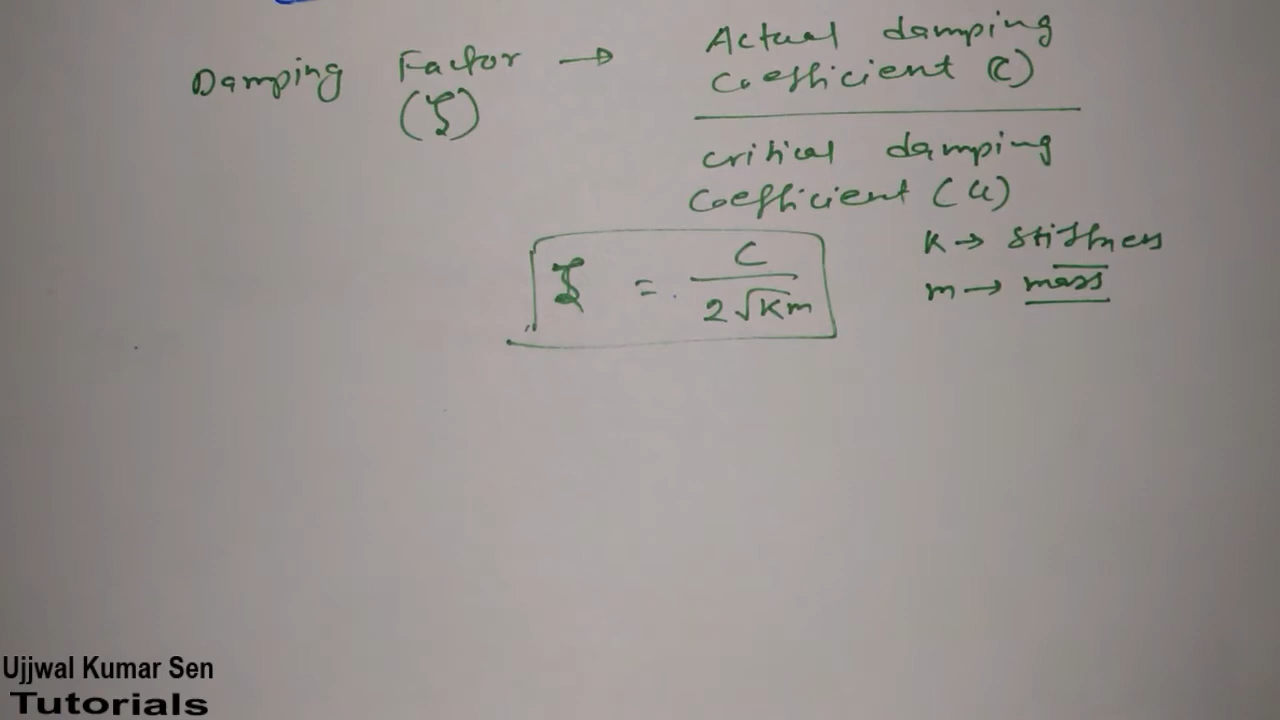 Damping Factor → Actual damping
(ζ) Coefficient (C)
Critical damping
Coefficient (Cc)
K → Stiffness
m → mass
ζ = C / 2√Km
Ujjwal Kumar Sen
Tutorials